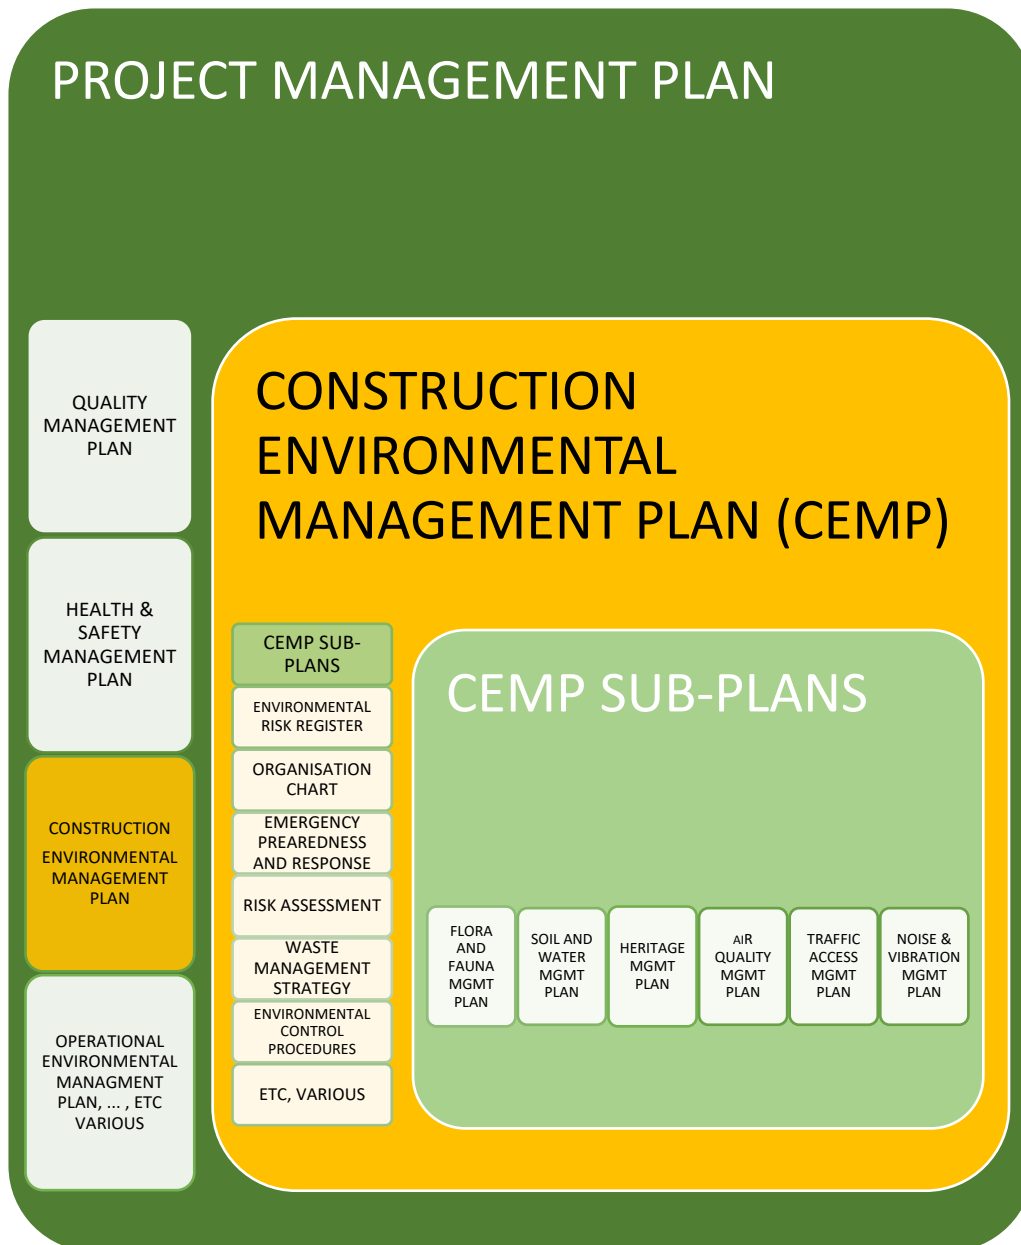 PROJECT MANAGEMENT PLAN
QUALITY
MANAGEMENT
PLAN
HEALTH &
SAFETY
MANAGEMENT
PLAN
CONSTRUCTION
ENVIRONMENTAL
MANAGEMENT
PLAN
OPERATIONAL
ENVIRONMENTAL
MANAGMENT
PLAN, ... , ETC
VARIOUS
CONSTRUCTION
ENVIRONMENTAL
MANAGEMENT PLAN (CEMP)
CEMP SUB-
PLANS
ENVIRONMENTAL
RISK REGISTER
ORGANISATION
CHART
EMERGENCY
PREAREDNESS
AND RESPONSE
RISK ASSESSMENT
WASTE
MANAGEMENT
STRATEGY
ENVIRONMENTAL
CONTROL
PROCEDURES
ETC, VARIOUS
CEMP SUB-PLANS
FLORA
AND
FAUNA
MGMT
PLAN
SOIL AND
WATER
MGMT
PLAN
HERITAGE
MGMT
PLAN
AIR
QUALITY
MGMT
PLAN
TRAFFIC
ACCESS
MGMT
PLAN
NOISE &
VIBRATION
MGMT
PLAN